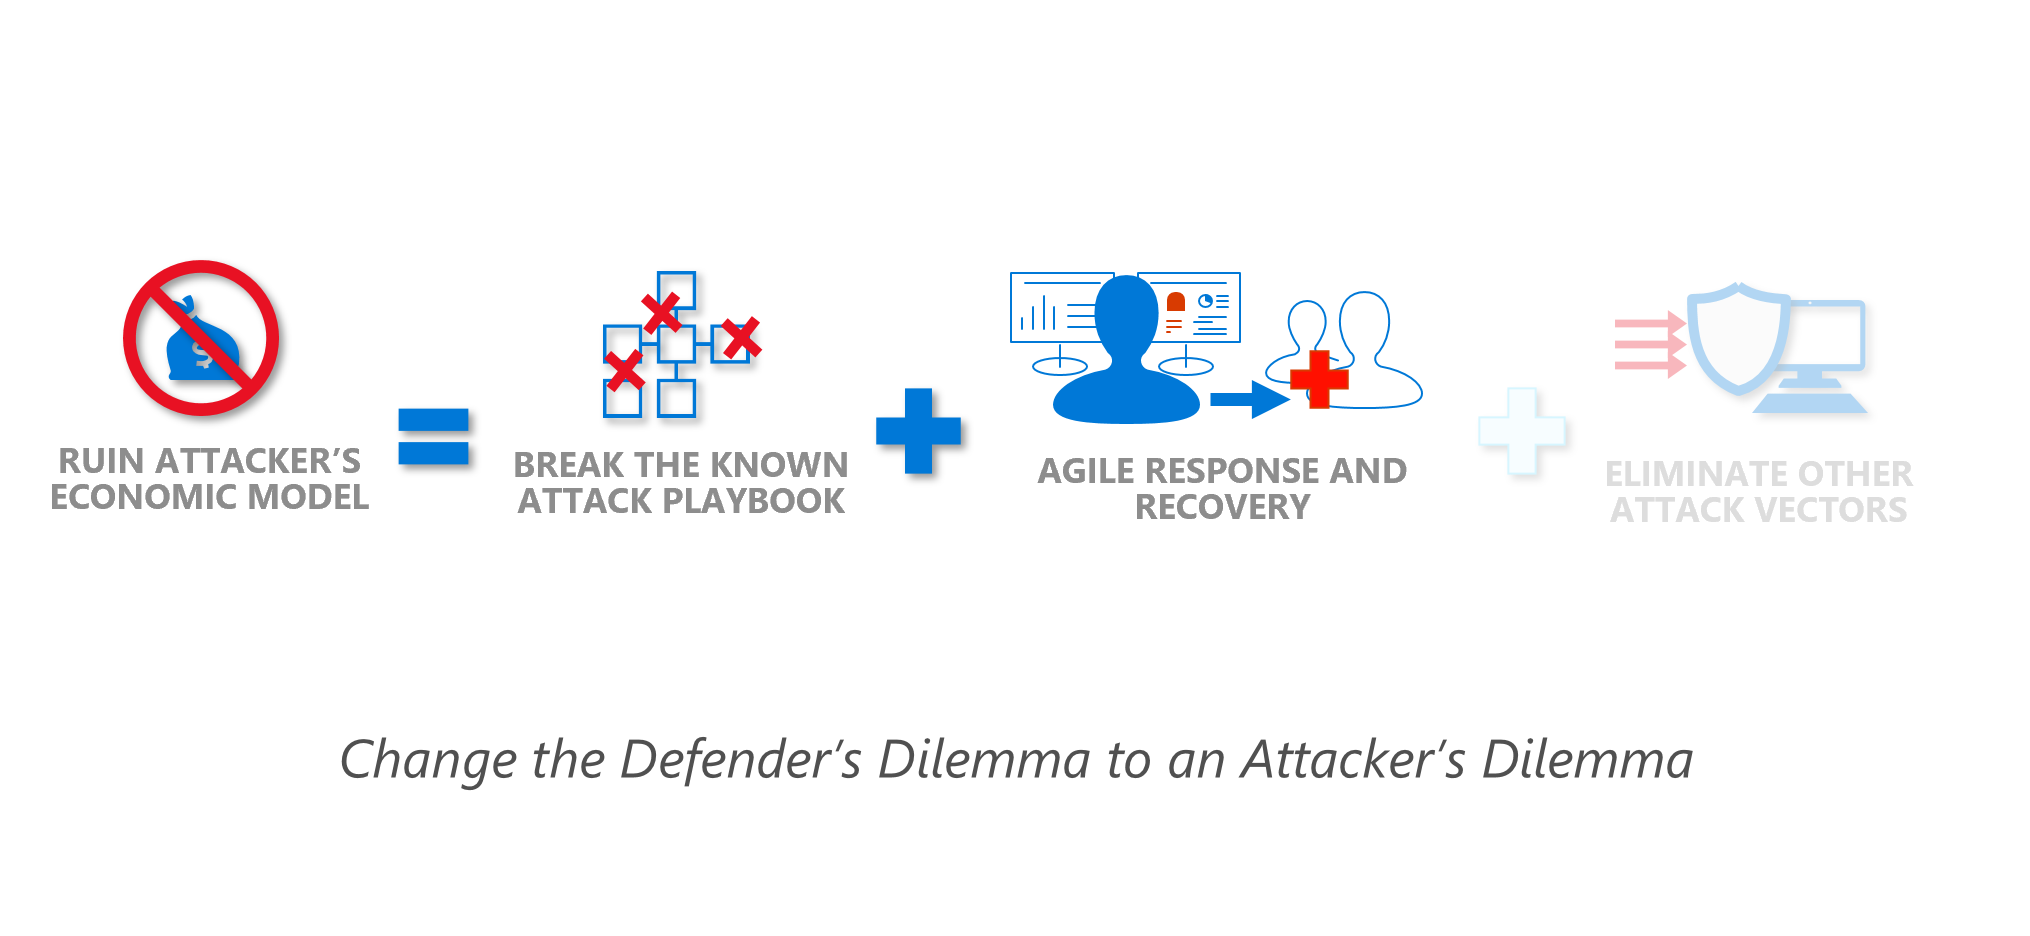 RUIN ATTACKER’S
ECONOMIC MODEL
BREAK THE KNOWN
ATTACK PLAYBOOK
AGILE RESPONSE AND
RECOVERY
ELIMINATE OTHER
ATTACK VECTORS
Change the Defender’s Dilemma to an Attacker’s Dilemma